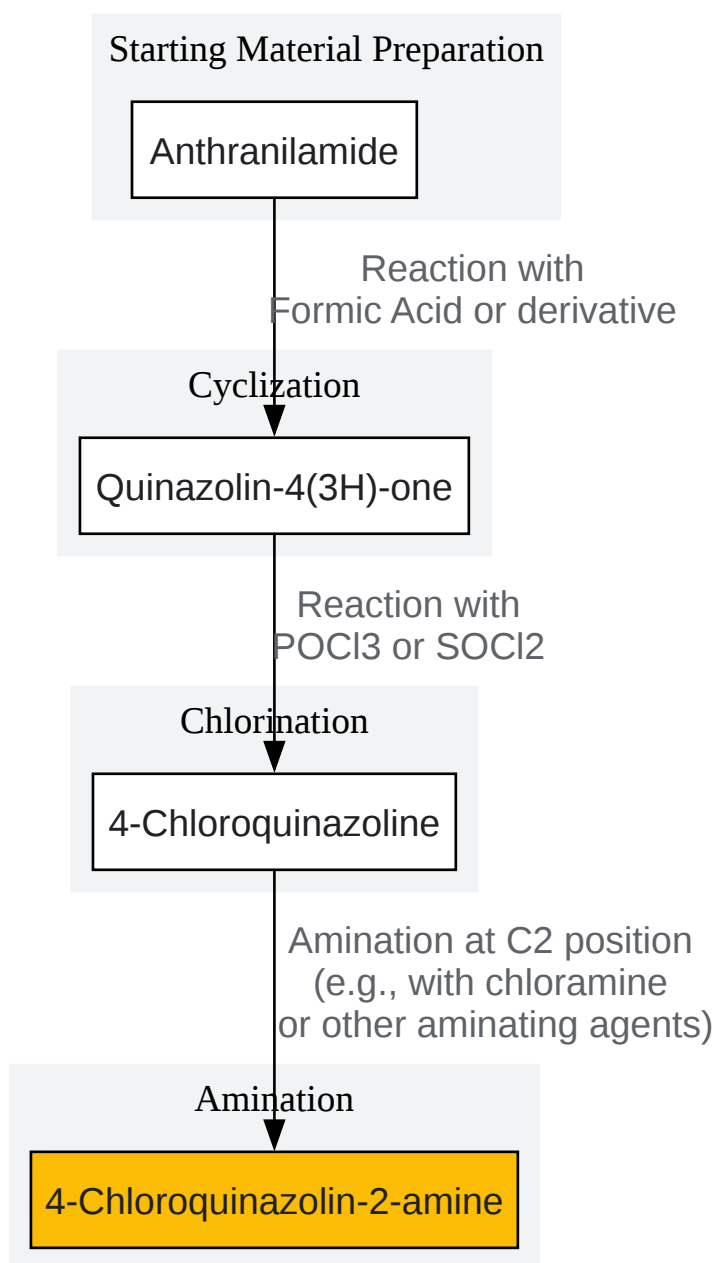 Starting Material Preparation
Anthranilamide
Reaction with
Formic Acid or derivative
Cyclization
Quinazolin-4(3H)-one
Reaction with
POCl3 or SOCl2
Chlorination
4-Chloroquinazoline
Amination at C2 position
(e.g., with chloramine
or other aminating agents)
Amination
4-Chloroquinazolin-2-amine